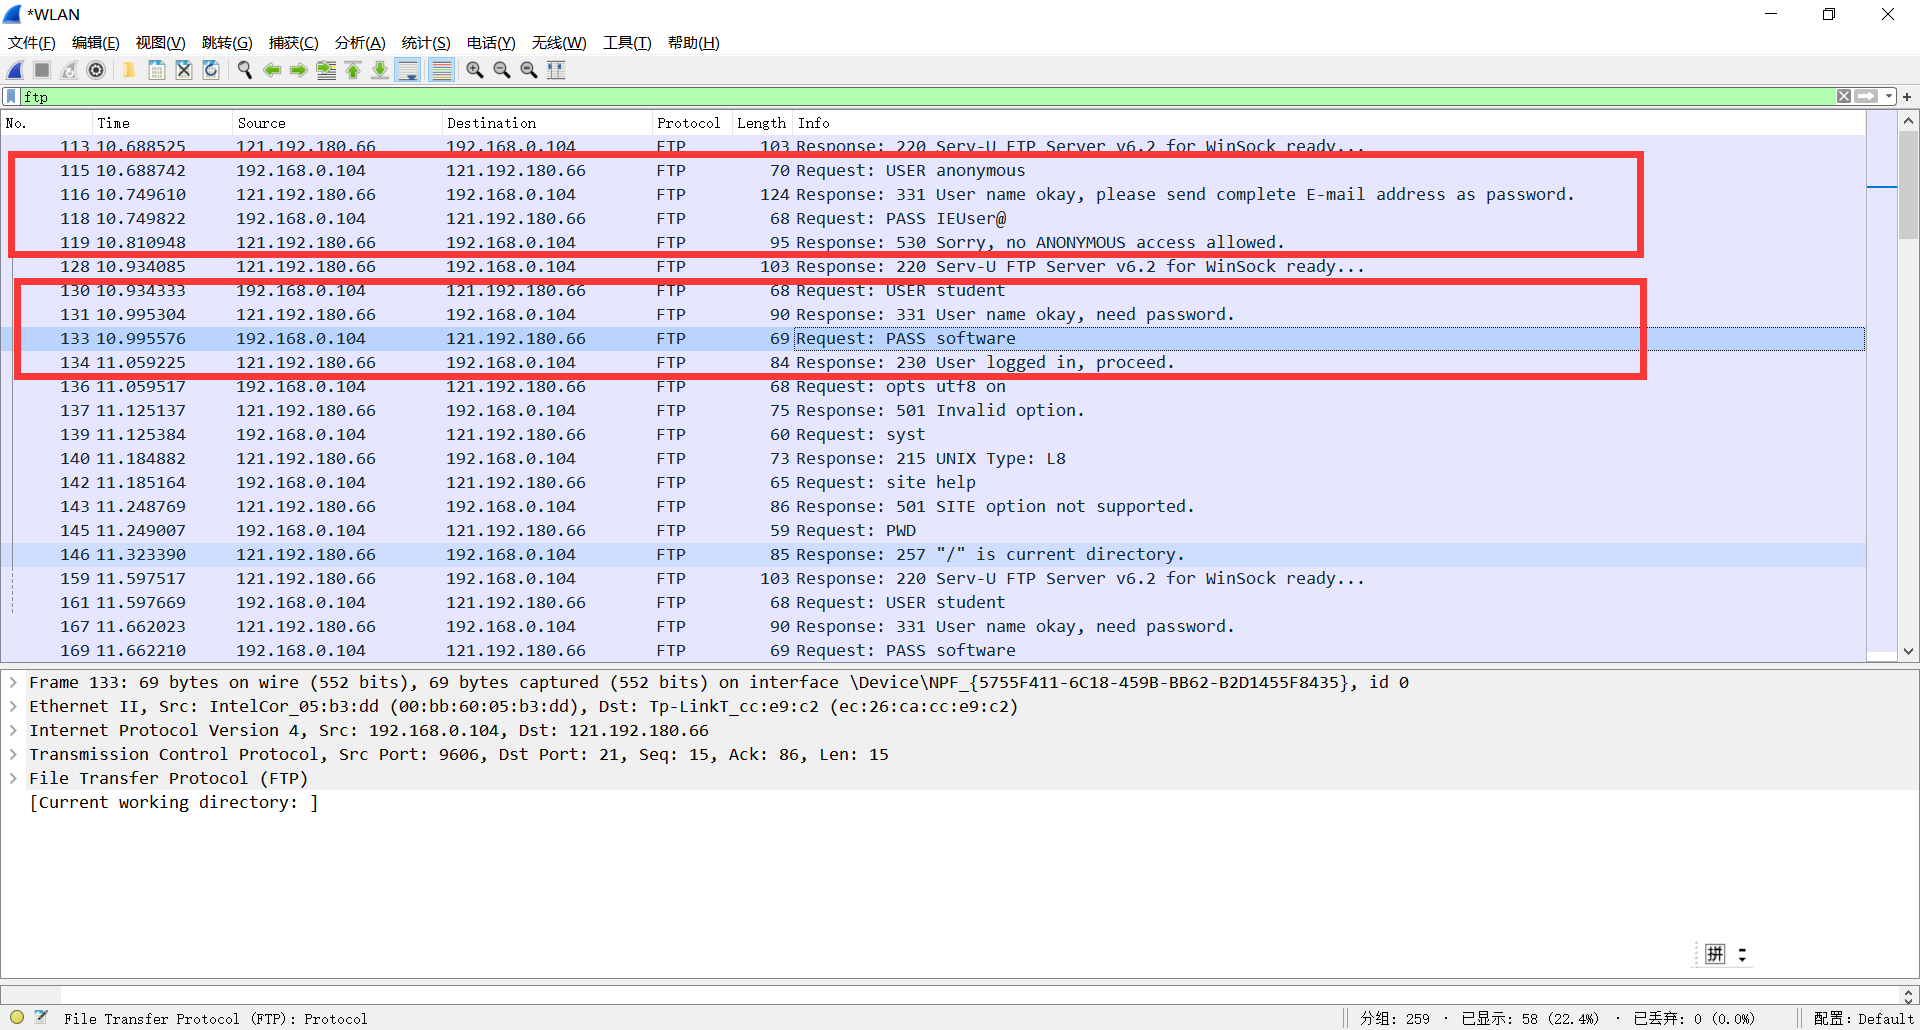 *WLAN
文件(F) 编辑(E) 视图(V) 跳转(G) 捕获(C) 分析(A) 统计(S) 电话(Y) 无线(W) 工具(T) 帮助(H)
ftp
No. Time Source Destination Protocol Length Info
113 10.688525 121.192.180.66 192.168.0.104 FTP 103 Response: 220 Serv-U FTP Server v6.2 for WinSock ready...
115 10.688742 192.168.0.104 121.192.180.66 FTP 70 Request: USER anonymous
116 10.749610 121.192.180.66 192.168.0.104 FTP 124 Response: 331 User name okay, please send complete E-mail address as password.
118 10.749822 192.168.0.104 121.192.180.66 FTP 68 Request: PASS IEUser@
119 10.810948 121.192.180.66 192.168.0.104 FTP 95 Response: 530 Sorry, no ANONYMOUS access allowed.
128 10.934085 121.192.180.66 192.168.0.104 FTP 103 Response: 220 Serv-U FTP Server v6.2 for WinSock ready...
130 10.934333 192.168.0.104 121.192.180.66 FTP 68 Request: USER student
131 10.995304 121.192.180.66 192.168.0.104 FTP 90 Response: 331 User name okay, need password.
133 10.995576 192.168.0.104 121.192.180.66 FTP 69 Request: PASS software
134 11.059225 121.192.180.66 192.168.0.104 FTP 84 Response: 230 User logged in, proceed.
136 11.059517 192.168.0.104 121.192.180.66 FTP 68 Request: opts utf8 on
137 11.125137 121.192.180.66 192.168.0.104 FTP 75 Response: 501 Invalid option.
139 11.125384 192.168.0.104 121.192.180.66 FTP 60 Request: syst
140 11.184882 121.192.180.66 192.168.0.104 FTP 73 Response: 215 UNIX Type: L8
142 11.185164 192.168.0.104 121.192.180.66 FTP 65 Request: site help
143 11.248769 121.192.180.66 192.168.0.104 FTP 86 Response: 501 SITE option not supported.
145 11.249007 192.168.0.104 121.192.180.66 FTP 59 Request: PWD
146 11.323390 121.192.180.66 192.168.0.104 FTP 85 Response: 257 "/" is current directory.
159 11.597517 121.192.180.66 192.168.0.104 FTP 103 Response: 220 Serv-U FTP Server v6.2 for WinSock ready...
161 11.597669 192.168.0.104 121.192.180.66 FTP 68 Request: USER student
167 11.662023 121.192.180.66 192.168.0.104 FTP 90 Response: 331 User name okay, need password.
169 11.662210 192.168.0.104 121.192.180.66 FTP 69 Request: PASS software
Frame 133: 69 bytes on wire (552 bits), 69 bytes captured (552 bits) on interface \Device\NPF_{5755F411-6C18-459B-BB62-B2D1455F8435}, id 0
Ethernet II, Src: IntelCor_05:b3:dd (00:bb:60:05:b3:dd), Dst: Tp-LinkT_cc:e9:c2 (ec:26:ca:cc:e9:c2)
Internet Protocol Version 4, Src: 192.168.0.104, Dst: 121.192.180.66
Transmission Control Protocol, Src Port: 9606, Dst Port: 21, Seq: 15, Ack: 86, Len: 15
File Transfer Protocol (FTP)
[Current working directory: ]
拼
File Transfer Protocol (FTP): Protocol 分组: 259 · 已显示: 58 (22.4%) · 已丢弃: 0 (0.0%) 配置: Default